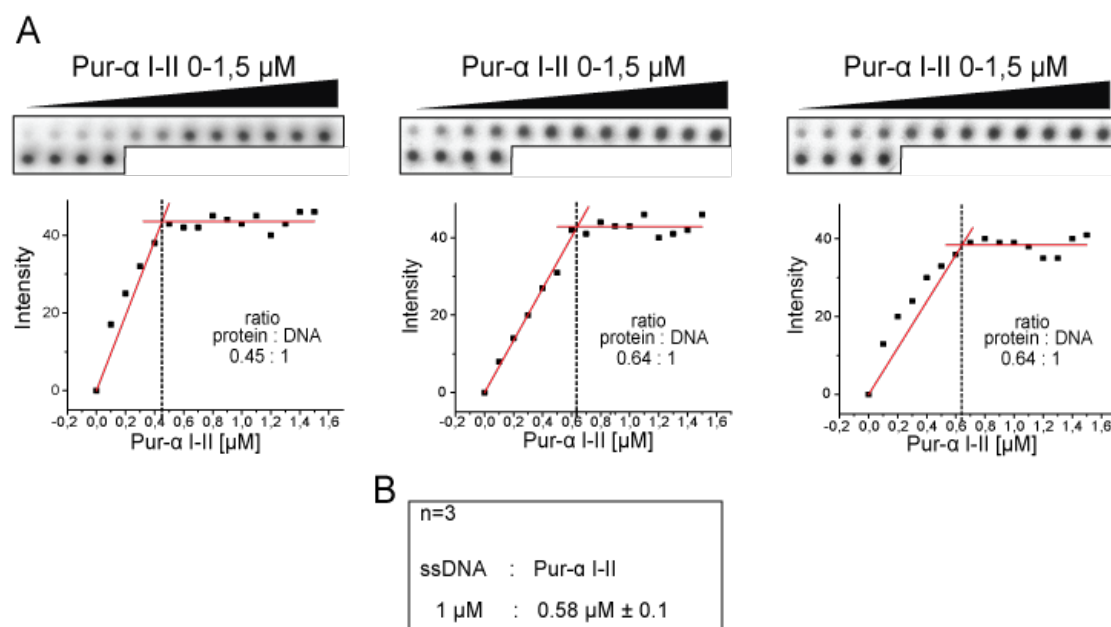 A
Pur-α I-II 0-1,5 µM
Pur-α I-II 0-1,5 µM
Pur-α I-II 0-1,5 µM
Intensity
40
20
0
ratio
protein : DNA
0.45 : 1
-0,2 0,0 0,2 0,4 0,6 0,8 1,0 1,2 1,4 1,6
Pur-α I-II [µM]
Intensity
40
20
0
ratio
protein : DNA
0.64 : 1
-0,2 0,0 0,2 0,4 0,6 0,8 1,0 1,2 1,4 1,6
Pur-α I-II [µM]
Intensity
40
20
0
ratio
protein : DNA
0.64 : 1
-0,2 0,0 0,2 0,4 0,6 0,8 1,0 1,2 1,4 1,6
Pur-α I-II [µM]
B
n=3
ssDNA : Pur-α I-II
1 µM : 0.58 µM ± 0.1